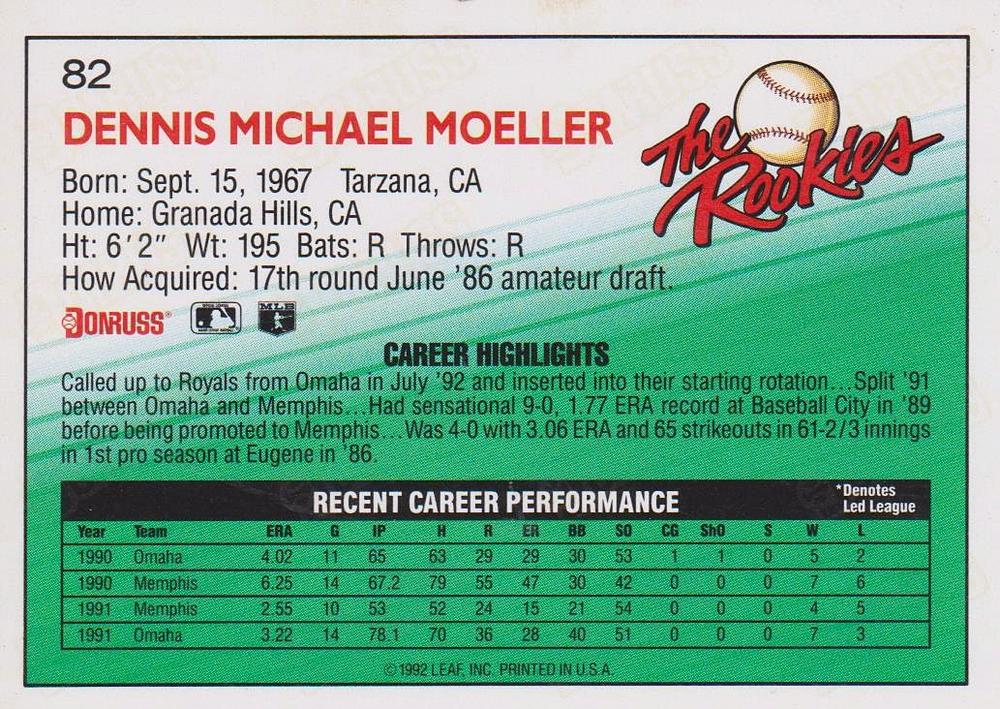 82
DENNIS MICHAEL MOELLER
The Rookies
Born: Sept. 15, 1967 Tarzana, CA
Home: Granada Hills, CA
Ht: 6'2" Wt: 195 Bats: R Throws: R
How Acquired: 17th round June '86 amateur draft.
DONRUSS® MLB
CAREER HIGHLIGHTS
Called up to Royals from Omaha in July '92 and inserted into their starting rotation...Split '91
between Omaha and Memphis...Had sensational 9-0, 1.77 ERA record at Baseball City in '89
before being promoted to Memphis...Was 4-0 with 3.06 ERA and 65 strikeouts in 61-2/3 innings
in 1st pro season at Eugene in '86.
RECENT CAREER PERFORMANCE
*Denotes
Led League
Year Team ERA G IP H R ER BB SO CG ShO S W L
1990 Omaha 4.02 11 65 63 29 29 30 53 1 1 0 5 2
1990 Memphis 6.25 14 67.2 79 55 47 30 42 0 0 0 7 6
1991 Memphis 2.55 10 53 52 24 15 21 54 0 0 0 4 5
1991 Omaha 3.22 14 78.1 70 36 28 40 51 0 0 0 7 3
©1992 LEAF, INC. PRINTED IN U.S.A.